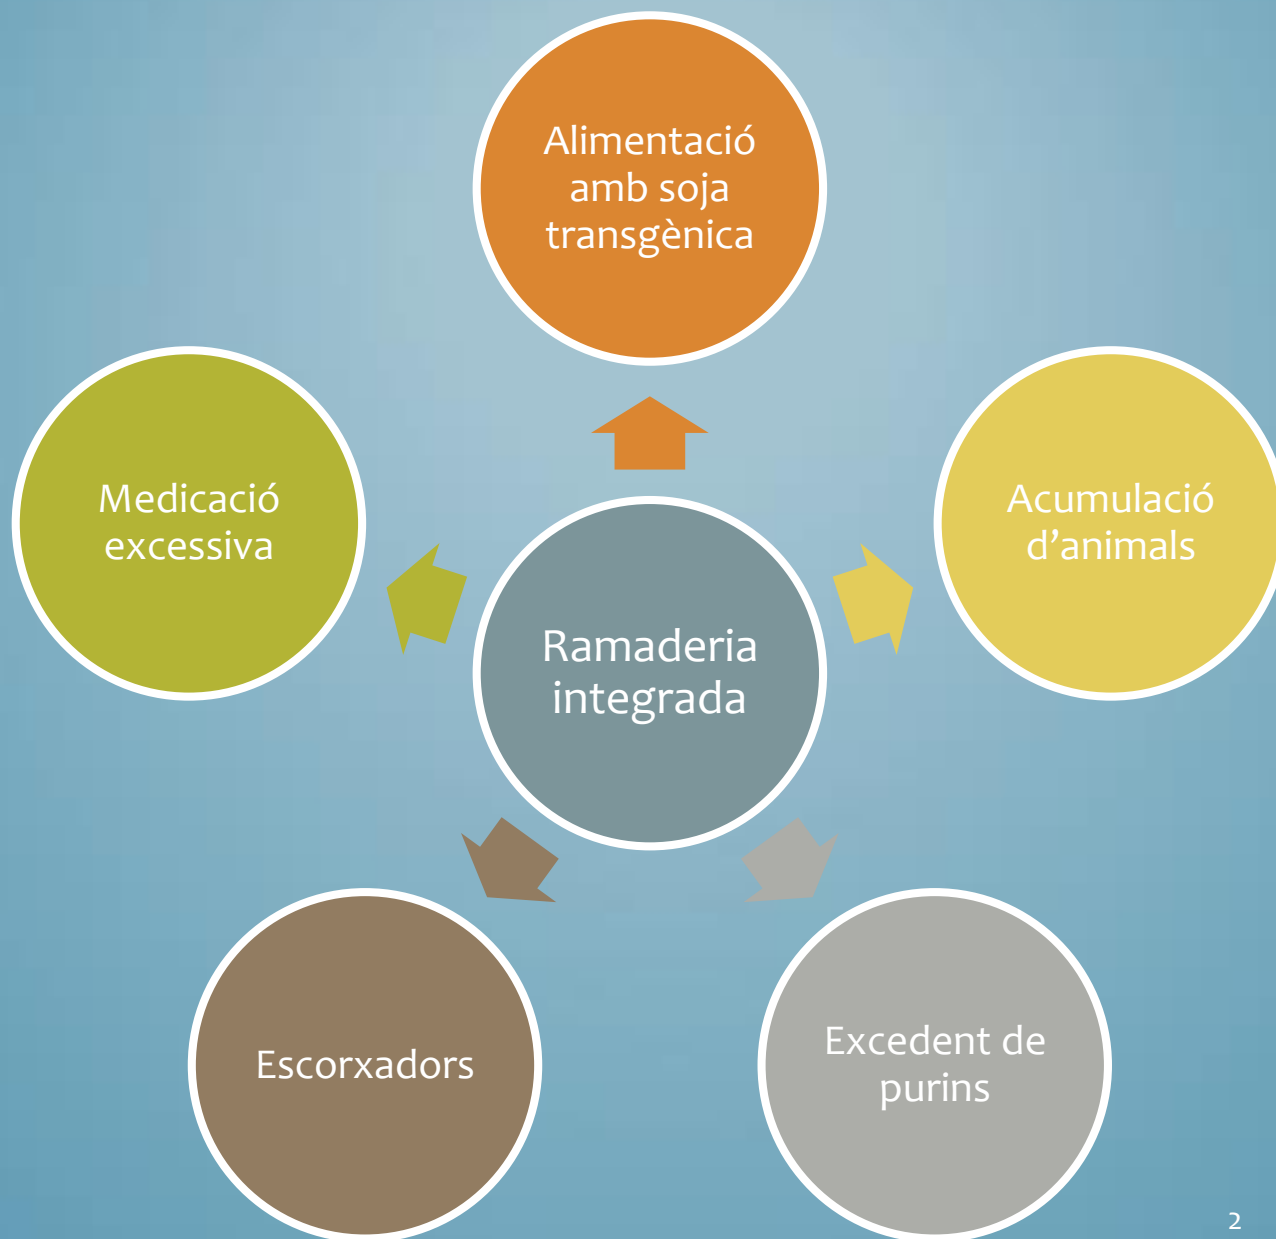 Alimentació
amb soja
transgènica
Medicació
excessiva
Acumulació
d’animals
Ramaderia
integrada
Escorxadors
Excedent de
purins
2